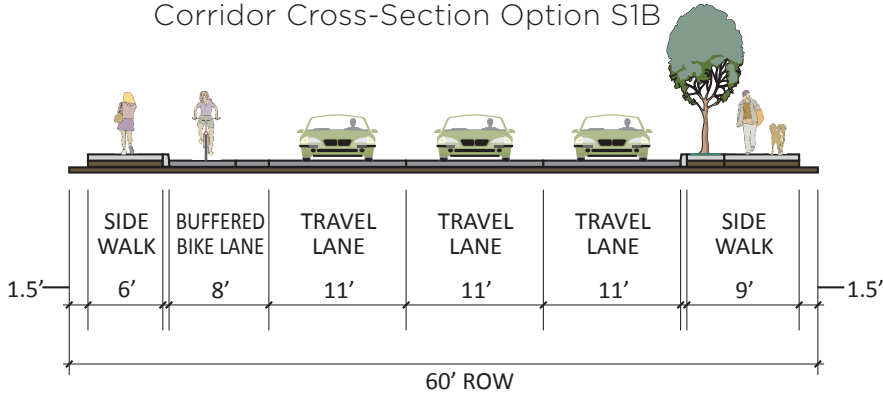 Corridor Cross-Section Option S1B
SIDE WALK
BUFFERED BIKE LANE
TRAVEL LANE
TRAVEL LANE
TRAVEL LANE
SIDE WALK
1.5’
6’
8’
11’
11’
11’
9’
1.5’
60’ ROW